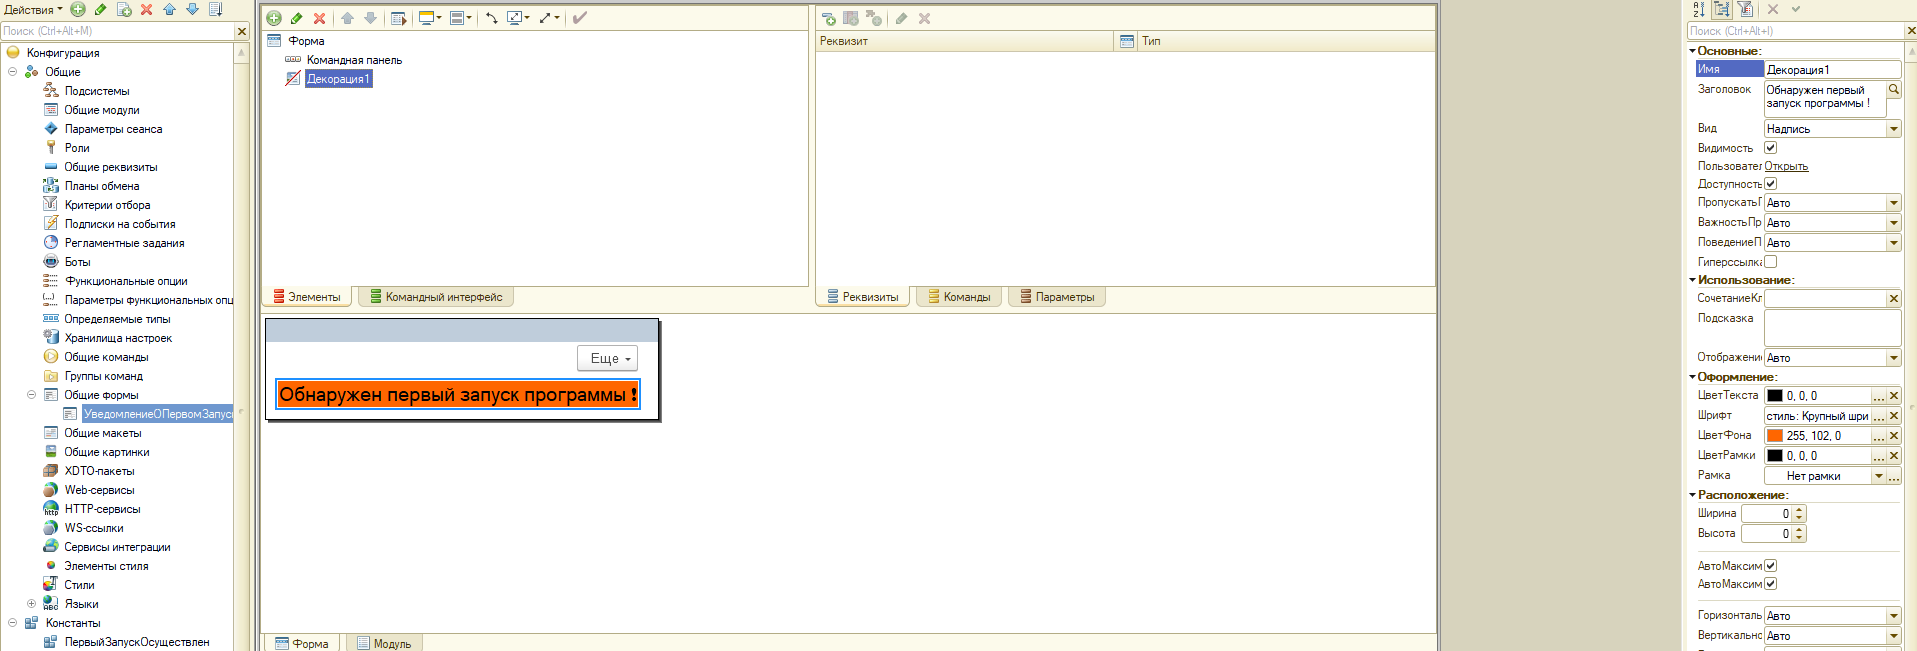 Действия
Поиск (Ctrl+Alt+M)
Конфигурация
Общие
Подсистемы
Общие модули
Параметры сеанса
Роли
Общие реквизиты
Планы обмена
Критерии отбора
Подписки на события
Регламентные задания
Боты
Функциональные опции
Параметры функциональных опц
Определяемые типы
Хранилища настроек
Общие команды
Группы команд
Общие формы
УведомлениеОПервомЗапуск
Общие макеты
Общие картинки
XDTO-пакеты
Web-сервисы
HTTP-сервисы
WS-ссылки
Сервисы интеграции
Элементы стиля
Стили
Языки
Константы
ПервыйЗапускОсуществлен
Форма
Командная панель
Декорация1
Элементы
Командный интерфейс
Реквизит
Тип
Реквизиты
Команды
Параметры
Еще
Обнаружен первый запуск программы !
Форма
Модуль
Поиск (Ctrl+Alt+I)
Основные:
Имя Декорация1
Заголовок Обнаружен первый
запуск программы !
Вид Надпись
Видимость
Пользовател Открыть
Доступность
ПропускатьП Авто
ВажностьПр Авто
ПоведениеП Авто
Гиперссылка
Использование:
СочетаниеКл
Подсказка
Отображени Авто
Оформление:
ЦветТекста 0, 0, 0 ...
Шрифт стиль: Крупный шри ...
ЦветФона 255, 102, 0 ...
ЦветРамки 0, 0, 0 ...
Рамка Нет рамки ...
Расположение:
Ширина 0
Высота 0
АвтоМаксим
АвтоМаксим
Горизонталь Авто
Вертикально Авто